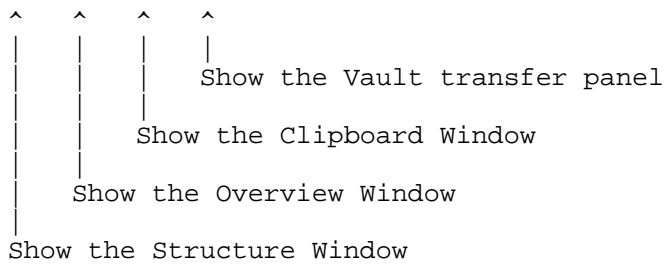 ^   ^   ^   ^
|   |   |   |
|   |   |   Show the Vault transfer panel
|   |   |
|   |   Show the Clipboard Window
|   |
|   Show the Overview Window
|
Show the Structure Window